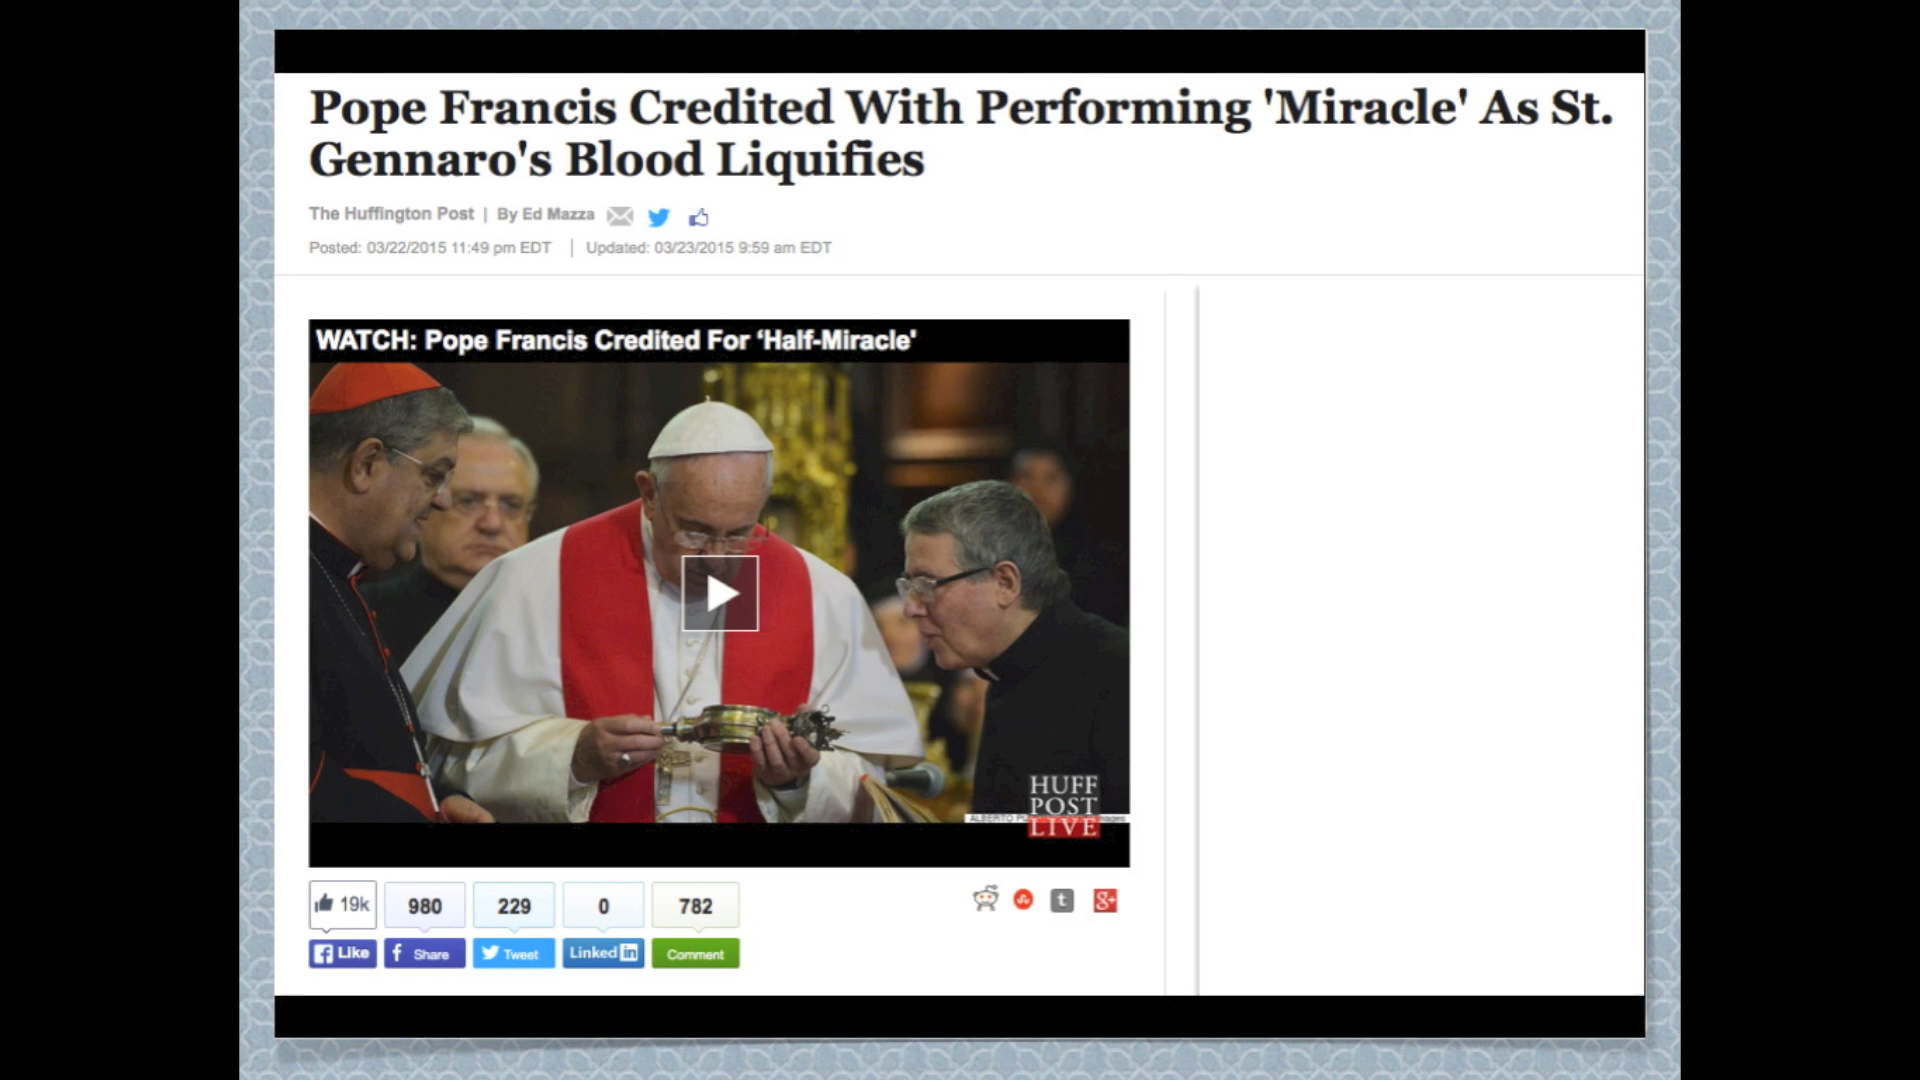 Pope Francis Credited With Performing 'Miracle' As St.
Gennaro's Blood Liquifies
The Huffington Post | By Ed Mazza
Posted: 03/22/2015 11:49 pm EDT | Updated: 03/23/2015 9:59 am EDT
WATCH: Pope Francis Credited For ‘Half-Miracle'
HUFF
POST
LIVE
ALBERTO
19k 980 229 0 782
t g+
Like Share Tweet Linked in Comment